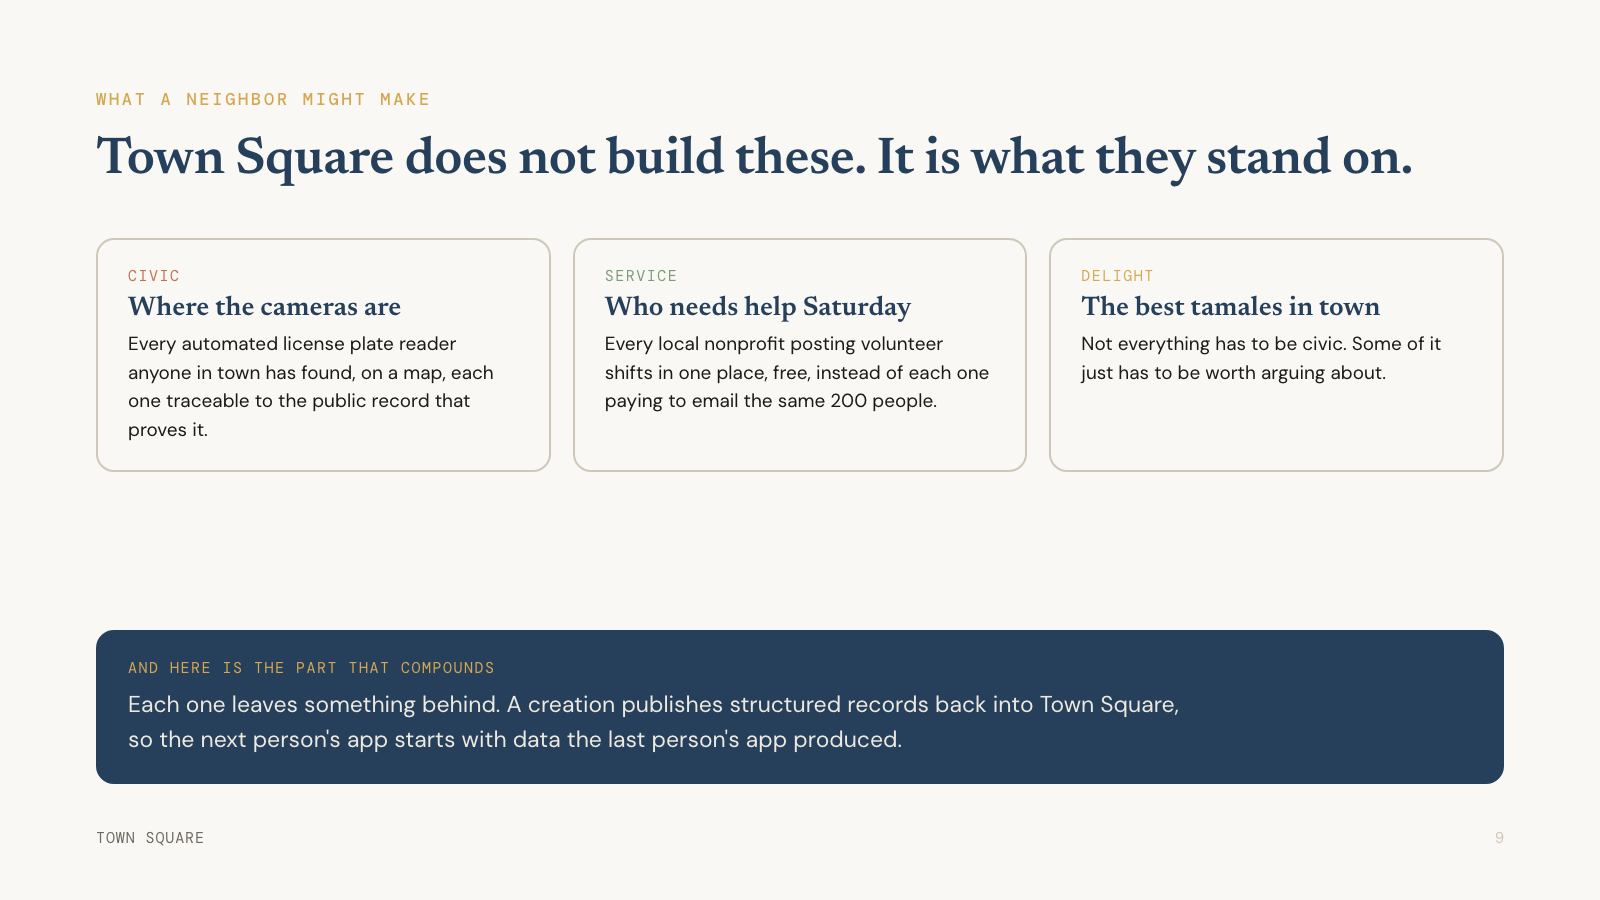 WHAT A NEIGHBOR MIGHT MAKE
Town Square does not build these. It is what they stand on.
CIVIC
Where the cameras are
Every automated license plate reader
anyone in town has found, on a map, each
one traceable to the public record that
proves it.
SERVICE
Who needs help Saturday
Every local nonprofit posting volunteer
shifts in one place, free, instead of each one
paying to email the same 200 people.
DELIGHT
The best tamales in town
Not everything has to be civic. Some of it
just has to be worth arguing about.
AND HERE IS THE PART THAT COMPOUNDS
Each one leaves something behind. A creation publishes structured records back into Town Square,
so the next person's app starts with data the last person's app produced.
TOWN SQUARE
9